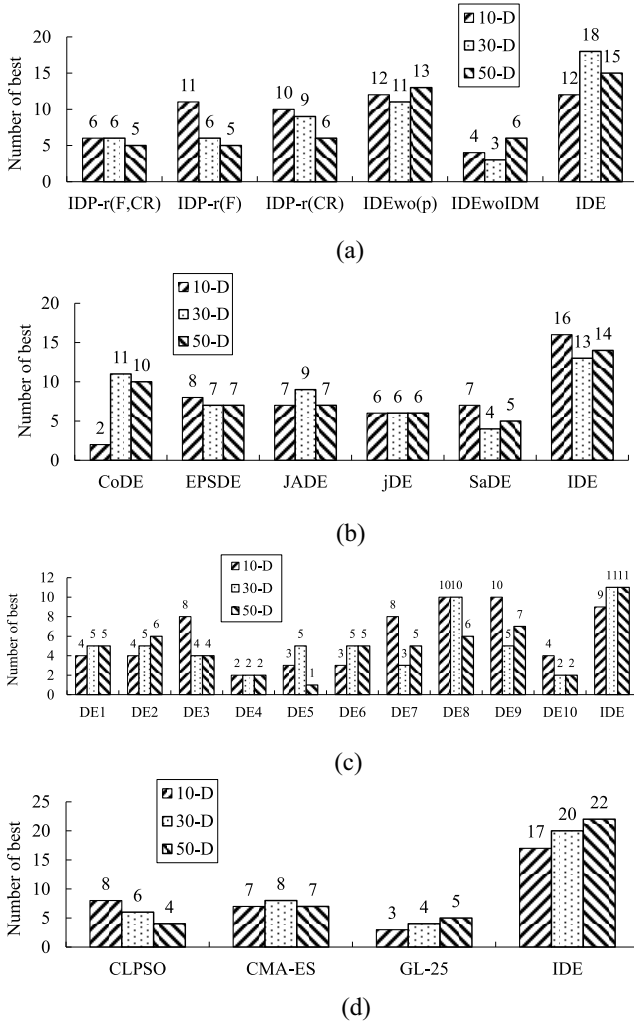 Number of best
20
15
10
5
0
10-D
30-D
50-D
6 6 5 11 6 5 10 9 6 12 11 13 4 3 6 12 18 15
IDP-r(F,CR) IDP-r(F) IDP-r(CR) IDEwo(p) IDEwoIDM IDE
(a)
Number of best
20
15
10
5
0
10-D
30-D
50-D
2 11 10 8 7 7 7 9 7 6 6 6 7 4 5 16 13 14
CoDE EPSDE JADE jDE SaDE IDE
(b)
Number of best
12
10
8
6
4
2
0
10-D
30-D
50-D
4 5 5 4 5 6 8 4 4 2 2 2 3 5 1 3 5 5 8 3 5 10 10 6 10 5 7 4 2 2 9 11 11
DE1 DE2 DE3 DE4 DE5 DE6 DE7 DE8 DE9 DE10 IDE
(c)
Number of best
25
20
15
10
5
0
10-D
30-D
50-D
8 6 4 7 8 7 3 4 5 17 20 22
CLPSO CMA-ES GL-25 IDE
(d)